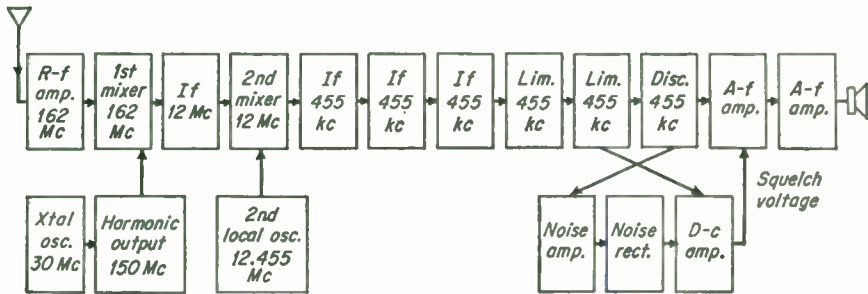 R-f
amp.
162
Mc
1st
mixer
162
Mc
If
12 Mc
2nd
mixer
12 Mc
If
455
kc
If
455
kc
If
455
kc
Lim.
455
kc
Lim.
455
kc
Disc.
455
kc
A-f
amp.
A-f
amp.
Squelch
voltage
Xtal
osc.
30 Mc
Harmonic
output
150 Mc
2nd
local osc.
12.455
Mc
Noise
amp.
Noise
rect.
D-c
amp.